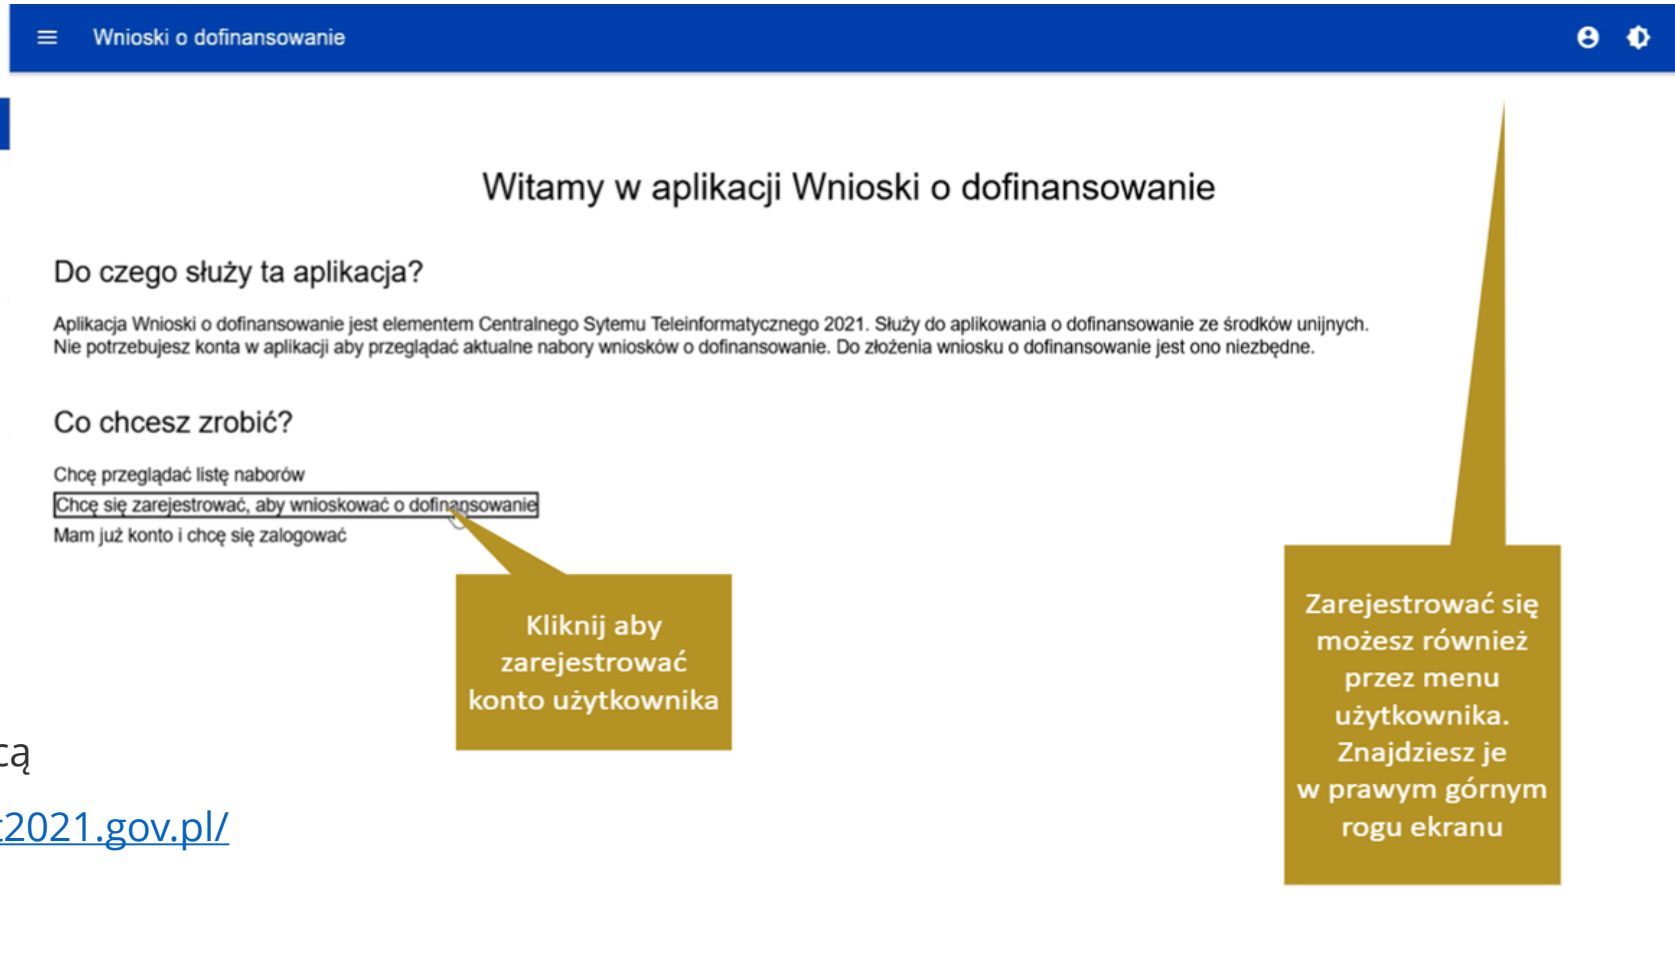 Wnioski o dofinansowanie
Witamy w aplikacji Wnioski o dofinansowanie
Do czego służy ta aplikacja?
Aplikacja Wnioski o dofinansowanie jest elementem Centralnego Sytemu Teleinformatycznego 2021. Służy do aplikowania o dofinansowanie ze środków unijnych.
Nie potrzebujesz konta w aplikacji aby przeglądać aktualne nabory wniosków o dofinansowanie. Do złożenia wniosku o dofinansowanie jest ono niezbędne.
Co chcesz zrobić?
Chcę przeglądać listę naborów
Chcę się zarejestrować, aby wnioskować o dofinansowanie
Mam już konto i chcę się zalogować
Kliknij aby
zarejestrować
konto użytkownika
Zarejestrować się
możesz również
przez menu
użytkownika.
Znajdziesz je
w prawym górnym
rogu ekranu
cą
t2021.gov.pl/